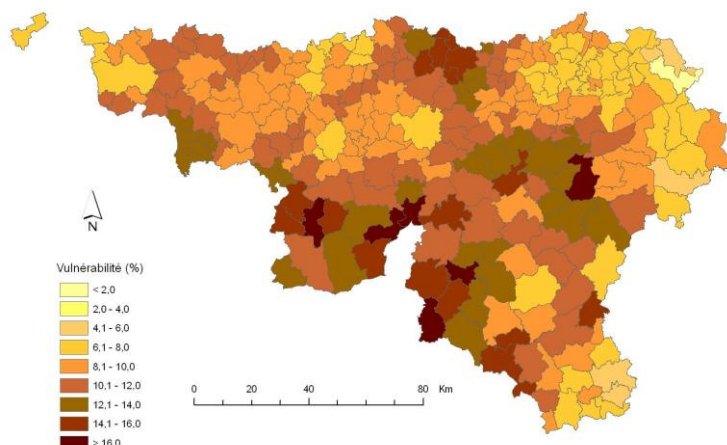 N
Vulnérabilité (%)
< 2,0
2,0 - 4,0
4,1 - 6,0
6,1 - 8,0
8,1 - 10,0
10,1 - 12,0
12,1 - 14,0
14,1 - 16,0
> 16,0
0 20 40 80 Km